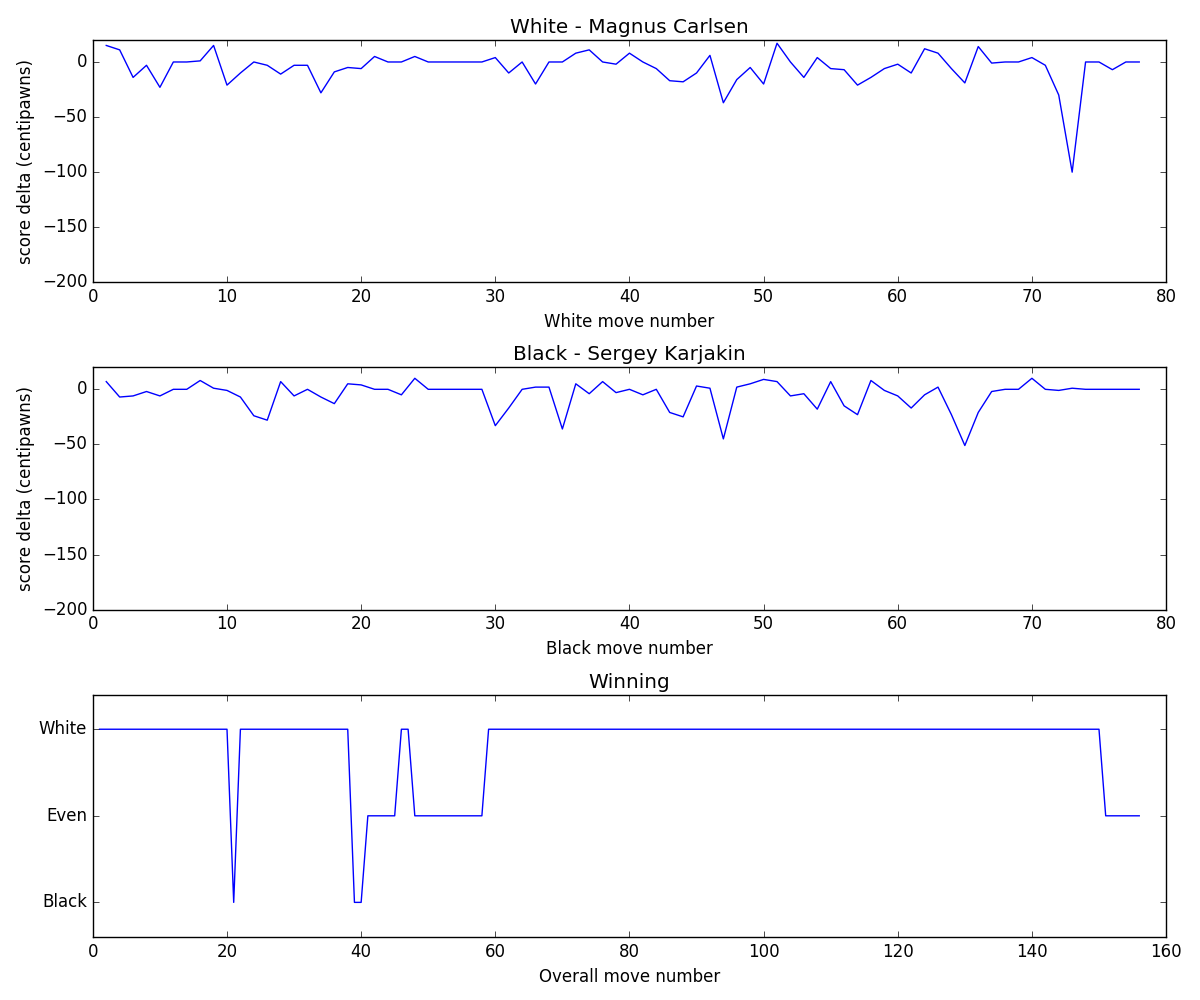 White - Magnus Carlsen
score delta (centipawns)
0
−50
−100
−150
−200
0 10 20 30 40 50 60 70 80
White move number
Black - Sergey Karjakin
score delta (centipawns)
0
−50
−100
−150
−200
0 10 20 30 40 50 60 70 80
Black move number
Winning
White
Even
Black
0 20 40 60 80 100 120 140 160
Overall move number